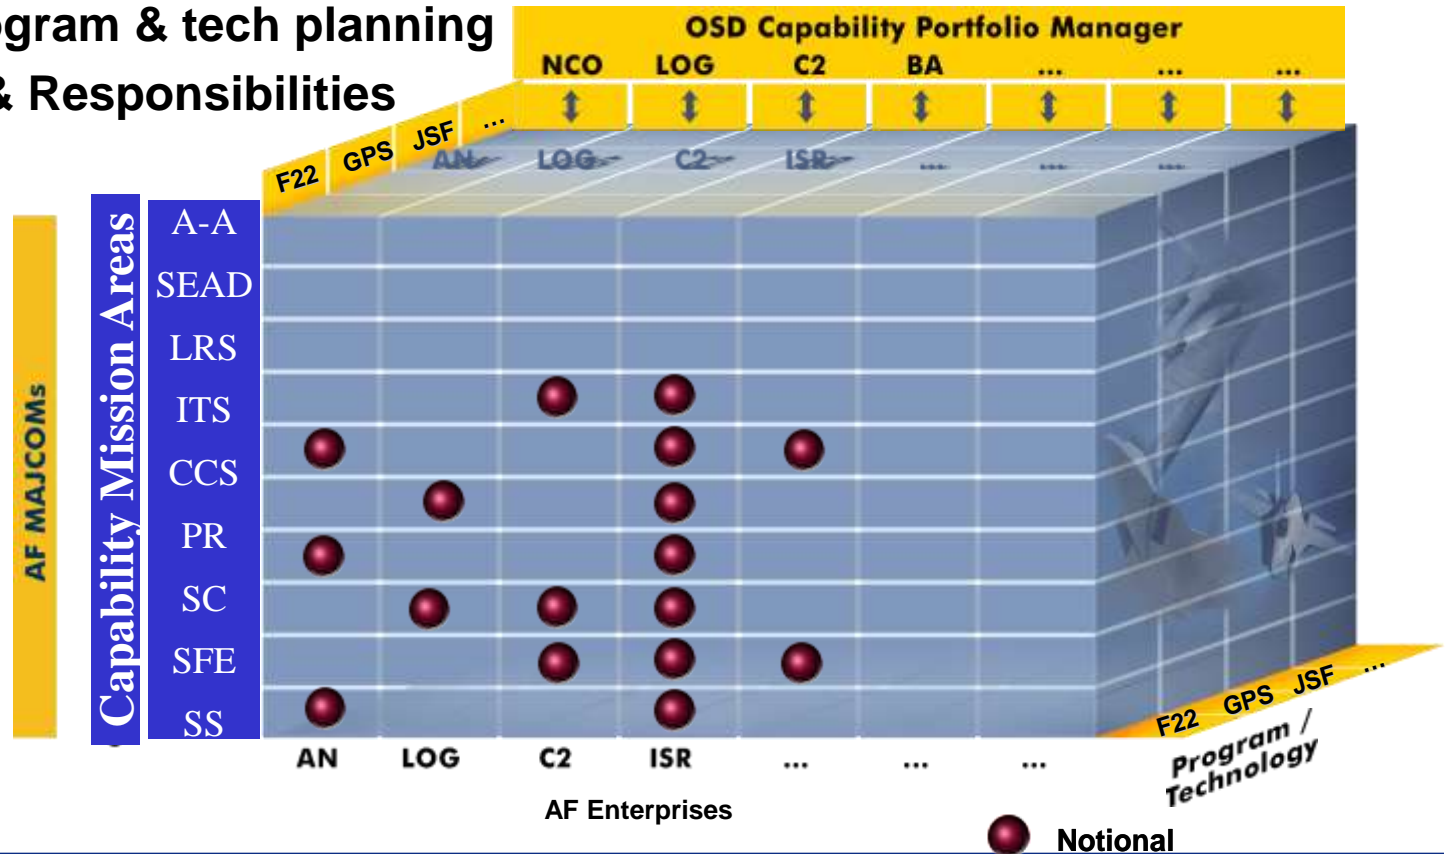 gram & tech planning
& Responsibilities
OSD Capability Portfolio Manager
NCO LOG C2 BA ... ... ...
F22 GPS JSF ...
AN LOG C2 ISR ... ... ...
AF MAJCOMs
Capability Mission Areas
A-A
SEAD
LRS
ITS
CCS
PR
SC
SFE
SS
AN LOG C2 ISR ... ... ...
F22 GPS JSF ...
Program /
Technology
AF Enterprises
Notional